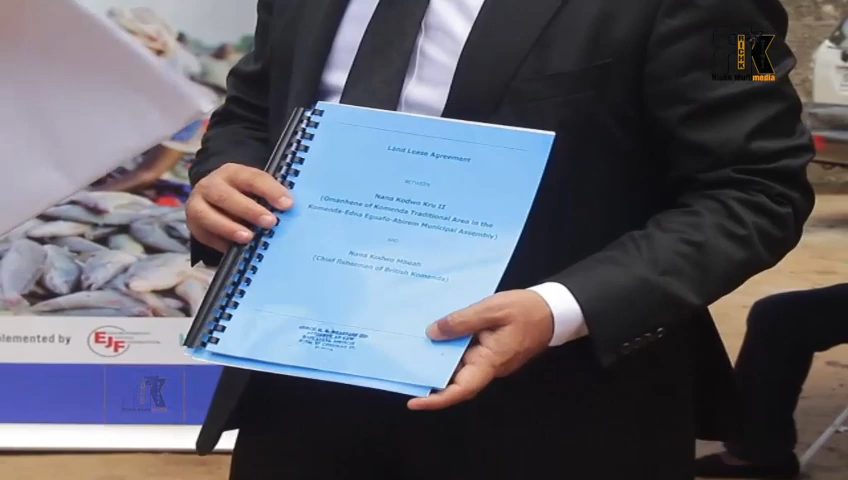 Land Lease Agreement
BETWEEN
Nana Kodwo Kru II
(Omanhene of Komenda Traditional Area in the
Komenda-Edna Eguafo-Abirem Municipal Assembly)
AND
Nana Kodwo Mbeah
(Chief fisherman of British Komenda)
plemented by
EJF
RICH
K
media